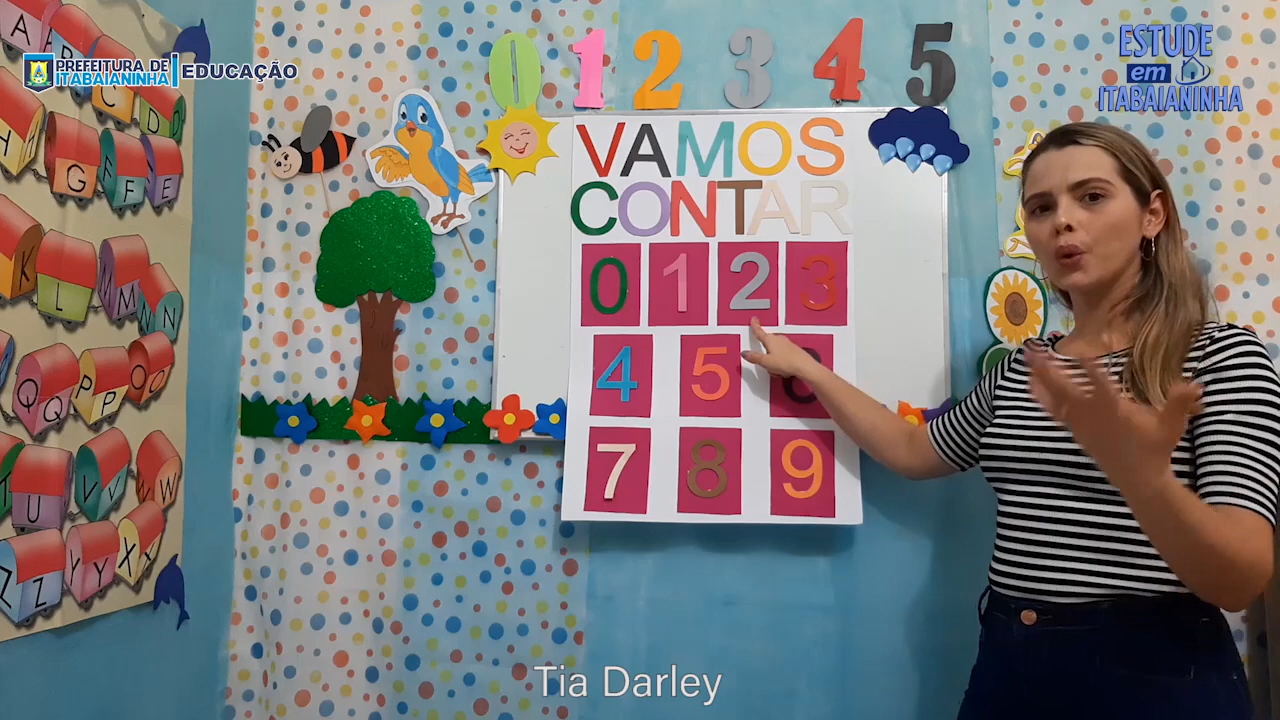 PREFEITURA DE
ITABAIANINHA
EDUCAÇÃO
ESTUDE
em
ITABAIANINHA
0 1 2 3 4 5
VAMOS
CONTAR
0 1 2 3
4 5
7 8 9
A
C D
H G F E
K L M N
Q P O
U V W
Z Y X
Tia Darley